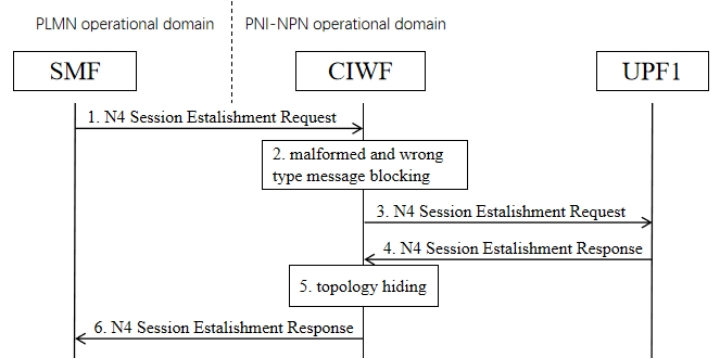 PLMN operational domain
PNI-NPN operational domain
SMF
CIWF
UPF1
1. N4 Session Estalishment Request
2. malformed and wrong
type message blocking
3. N4 Session Estalishment Request
4. N4 Session Estalishment Response
5. topology hiding
6. N4 Session Estalishment Response